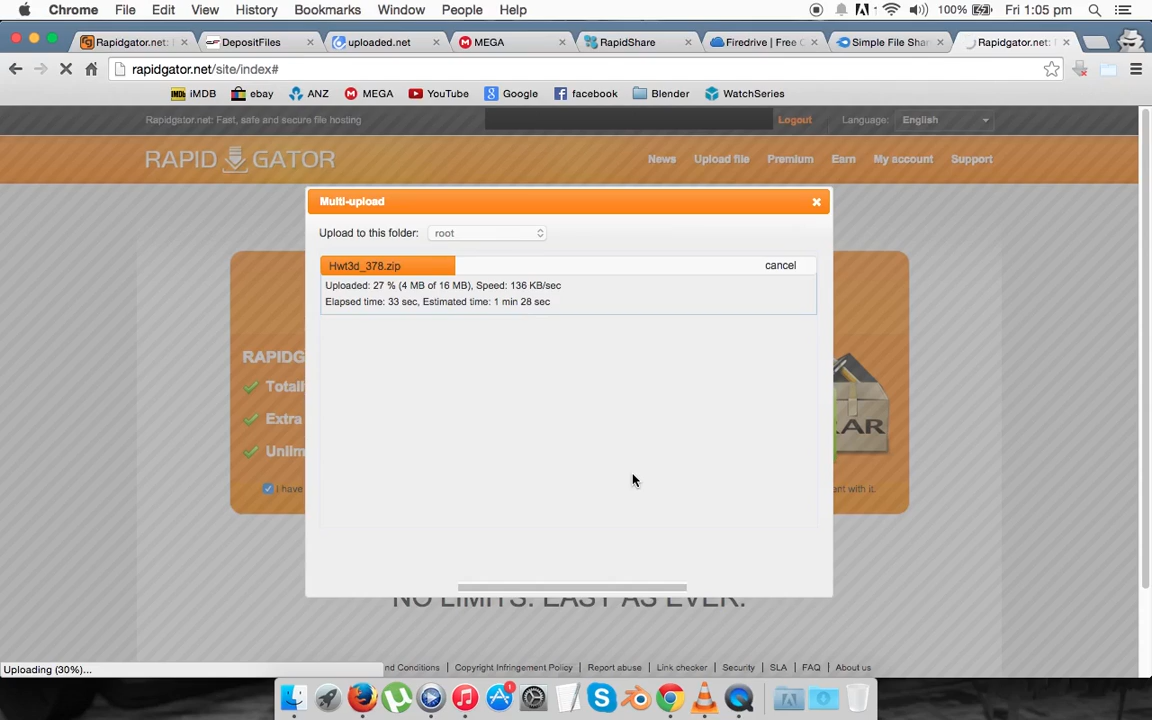 Chrome File Edit View History Bookmarks Window People Help 100% Fri 1:05 pm
Rapidgator.net: DepositFiles uploaded.net MEGA RapidShare Firedrive | Free C Simple File Shar Rapidgator.net: F
rapidgator.net/site/index#
iMDB ebay ANZ MEGA YouTube Google facebook Blender WatchSeries
Rapidgator.net: Fast, safe and secure file hosting Logout Language: English
RAPID GATOR News Upload file Premium Earn My account Support
Multi-upload
Upload to this folder: root
Hwt3d_378.zip cancel
Uploaded: 27 % (4 MB of 16 MB), Speed: 136 KB/sec
Elapsed time: 33 sec, Estimated time: 1 min 28 sec
RAPIDG
Totall
Extra
Unlim
RAR
I have ent with it.
NO LIMITS. EASY AS EVER.
Uploading (30%)... nd Conditions Copyright Infringement Policy Report abuse Link checker Security SLA FAQ About us
1